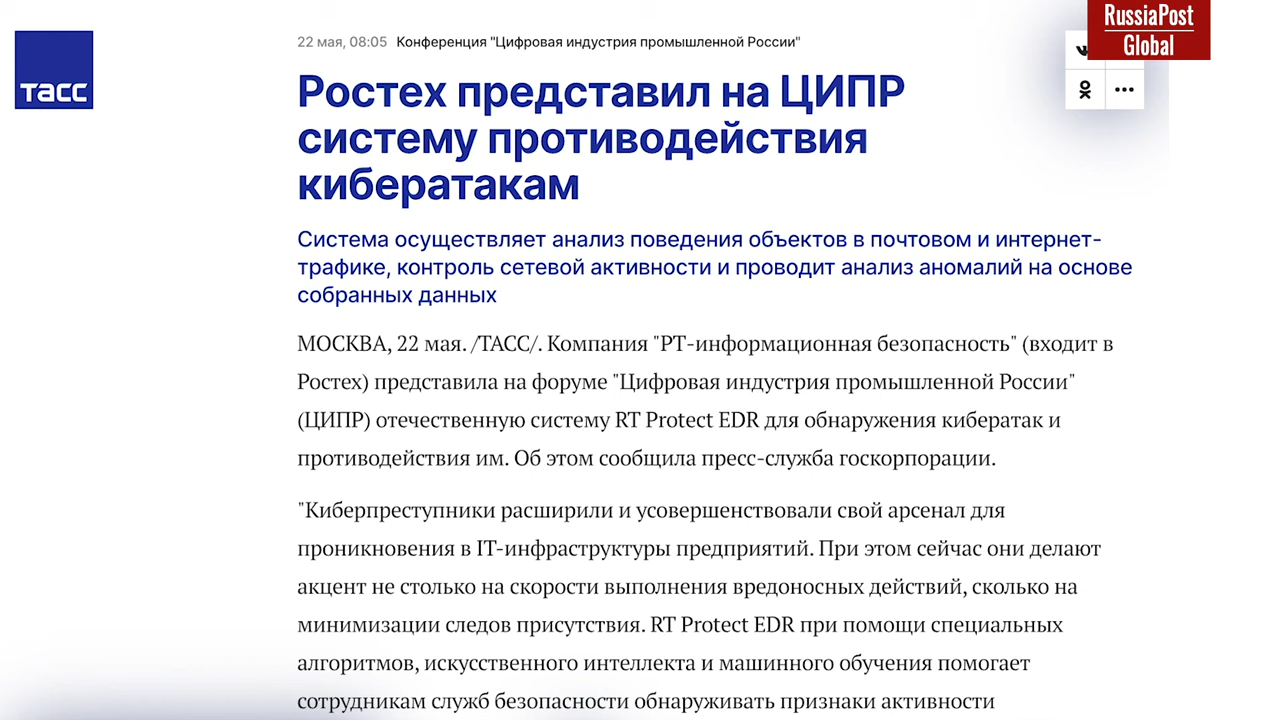 RussiaPost
Global
тасс
22 мая, 08:05 Конференция "Цифровая индустрия промышленной России"
Ростех представил на ЦИПР
систему противодействия
кибератакам
Система осуществляет анализ поведения объектов в почтовом и интернет-
трафике, контроль сетевой активности и проводит анализ аномалий на основе
собранных данных
МОСКВА, 22 мая. /ТАСС/. Компания "РТ-информационная безопасность" (входит в
Ростех) представила на форуме "Цифровая индустрия промышленной России"
(ЦИПР) отечественную систему RT Protect EDR для обнаружения кибератак и
противодействия им. Об этом сообщила пресс-служба госкорпорации.
"Киберпреступники расширили и усовершенствовали свой арсенал для
проникновения в IT-инфраструктуры предприятий. При этом сейчас они делают
акцент не столько на скорости выполнения вредоносных действий, сколько на
минимизации следов присутствия. RT Protect EDR при помощи специальных
алгоритмов, искусственного интеллекта и машинного обучения помогает
сотрудникам служб безопасности обнаруживать признаки активности